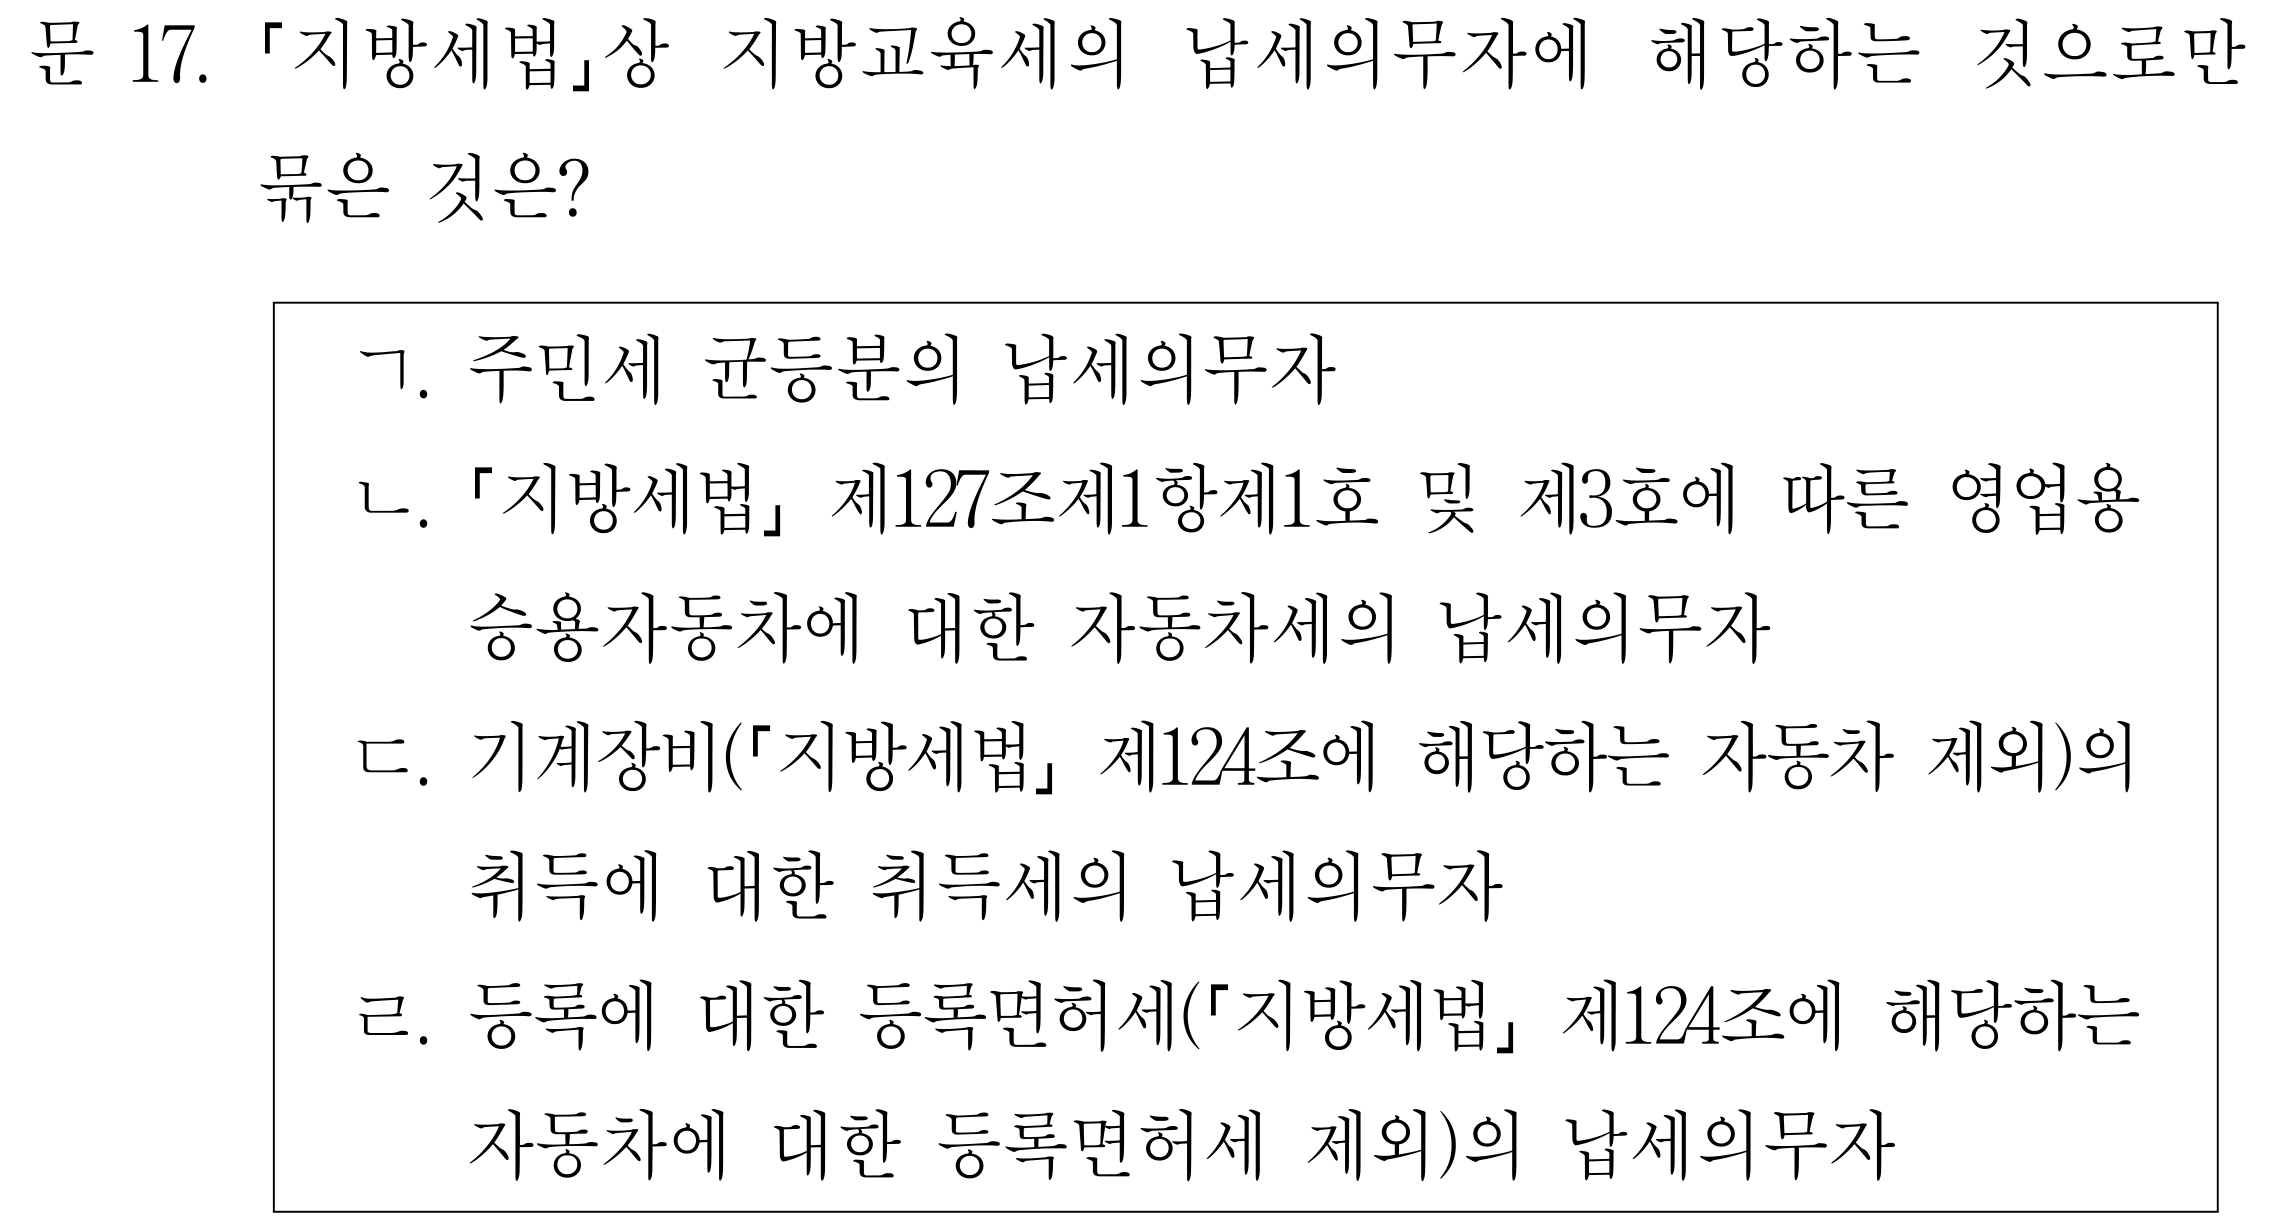 문 17. 「지방세법」상 지방교육세의 납세의무자에 해당하는 것으로만
묶은 것은?
ㄱ. 주민세 균등분의 납세의무자
ㄴ. 「지방세법」 제127조제1항제1호 및 제3호에 따른 영업용
승용자동차에 대한 자동차세의 납세의무자
ㄷ. 기계장비(「지방세법」 제124조에 해당하는 자동차 제외)의
취득에 대한 취득세의 납세의무자
ㄹ. 등록에 대한 등록면허세(「지방세법」 제124조에 해당하는
자동차에 대한 등록면허세 제외)의 납세의무자